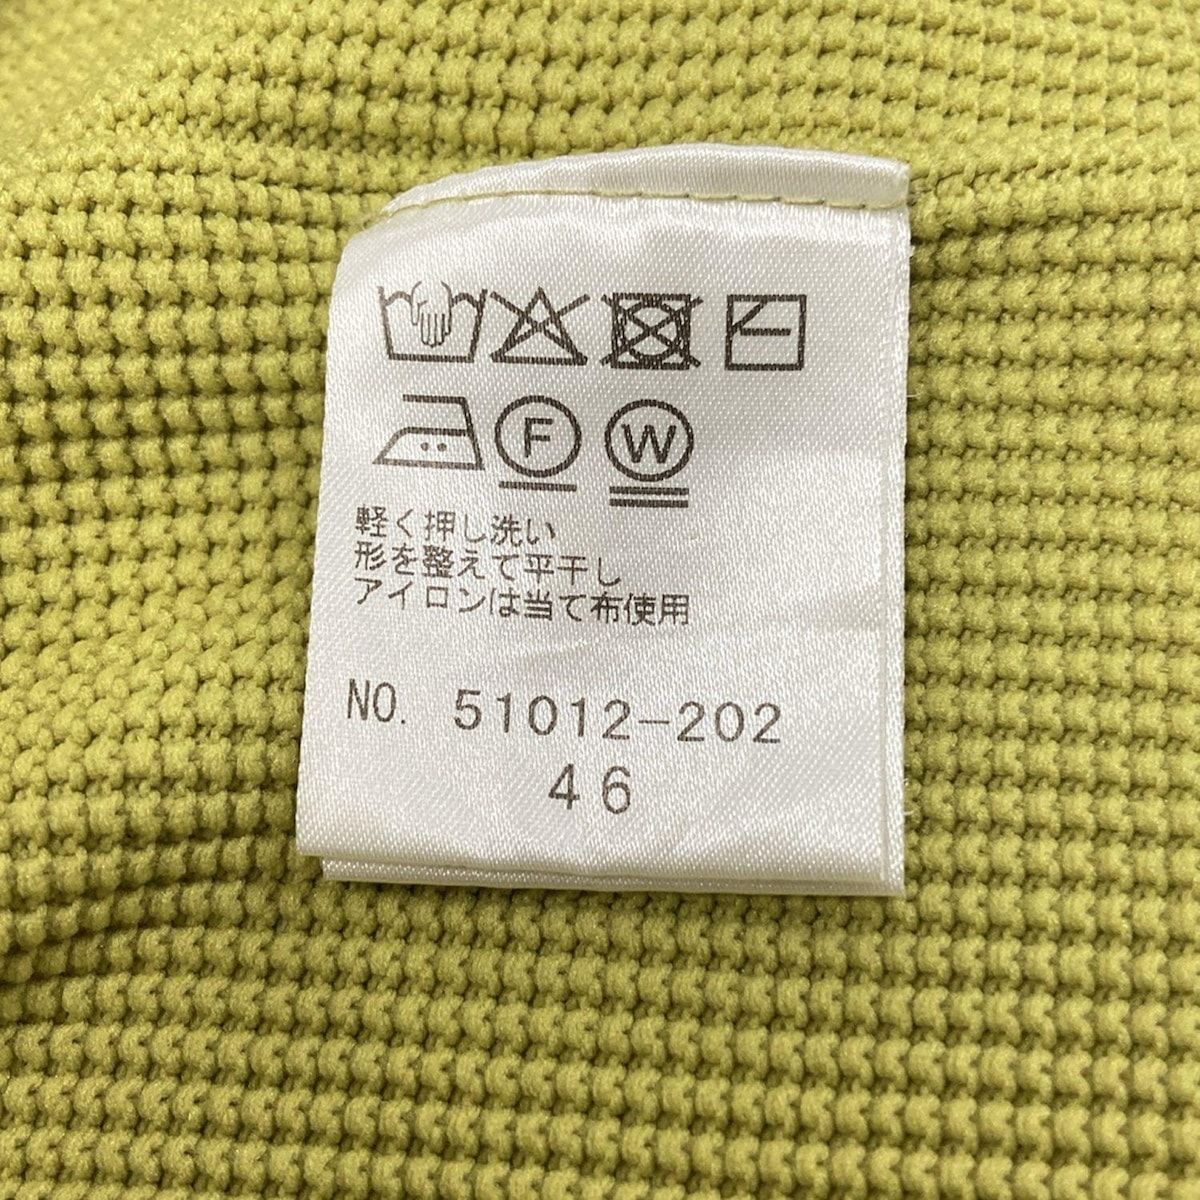 F W
軽く押し洗い
形を整えて平干し
アイロンは当て布使用
NO. 51012-202
46